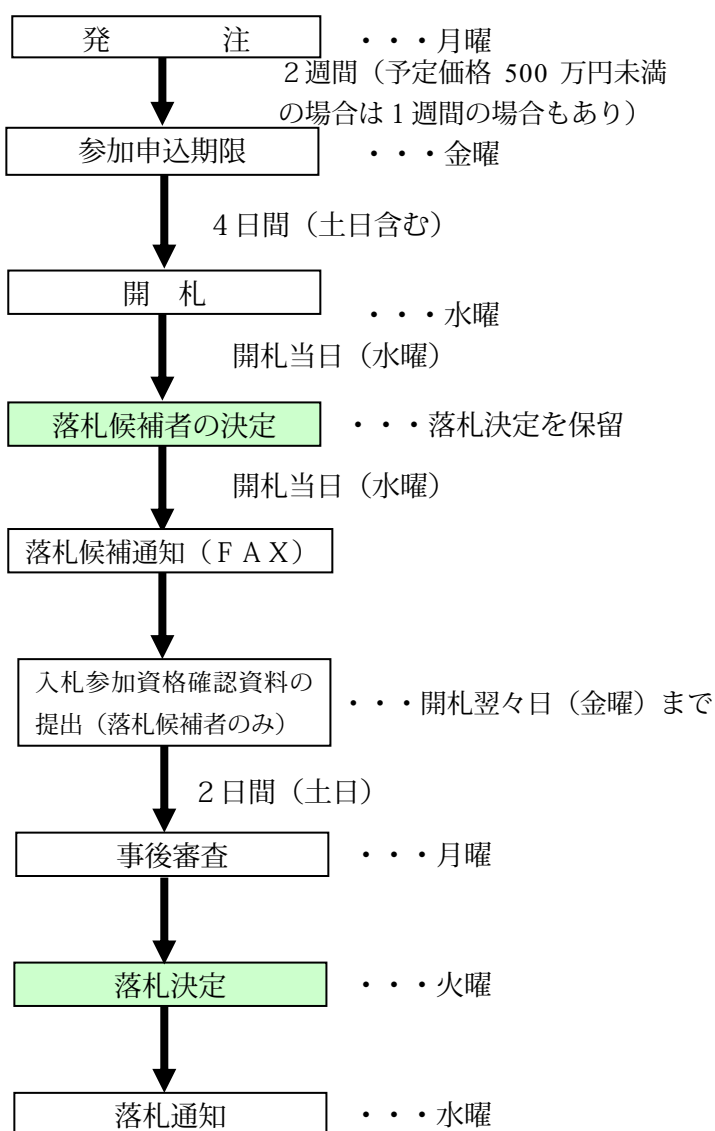 発　　　注　・・・月曜
２週間（予定価格 500 万円未満
の場合は１週間の場合もあり）
参加申込期限　・・・金曜
４日間（土日含む）
開　札
・・・水曜
開札当日（水曜）
落札候補者の決定　・・・落札決定を保留
開札当日（水曜）
落札候補通知（ＦＡＸ）
入札参加資格確認資料の
提出（落札候補者のみ）
・・・開札翌々日（金曜）まで
２日間（土日）
事後審査　・・・月曜
落札決定　・・・火曜
落札通知　・・・水曜